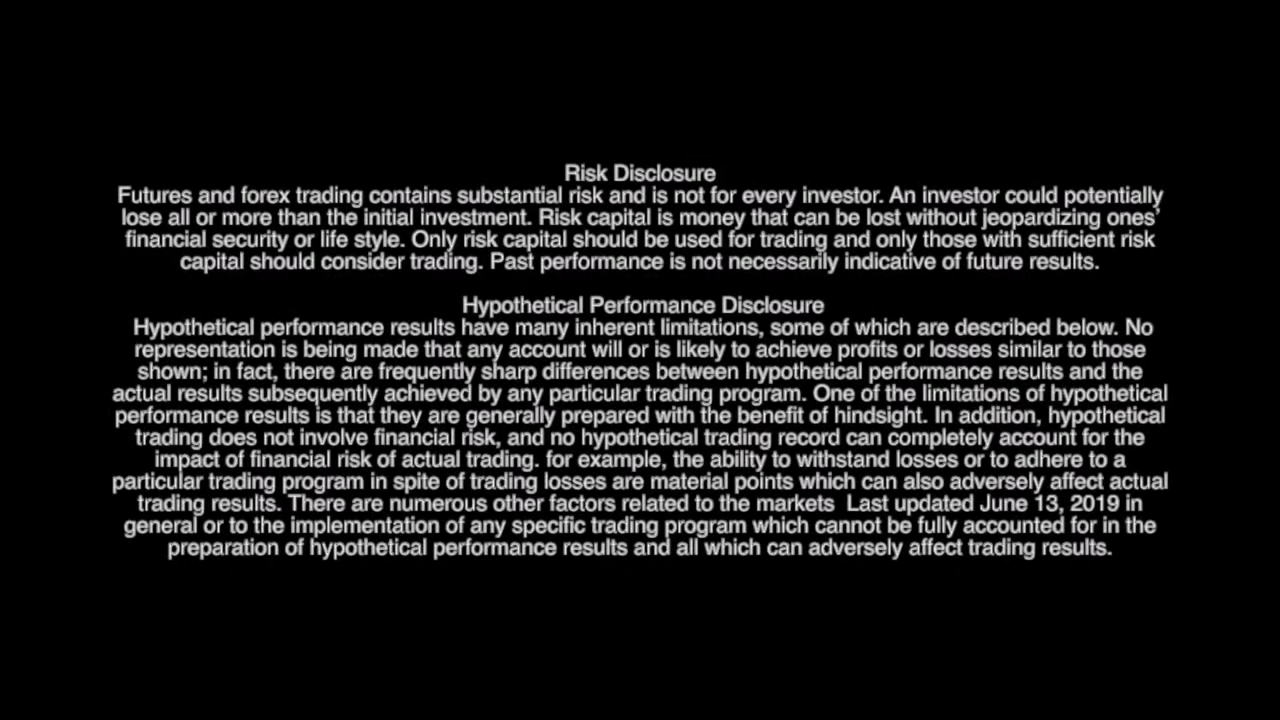 Risk Disclosure
Futures and forex trading contains substantial risk and is not for every investor. An investor could potentially
lose all or more than the initial investment. Risk capital is money that can be lost without jeopardizing ones’
financial security or life style. Only risk capital should be used for trading and only those with sufficient risk
capital should consider trading. Past performance is not necessarily indicative of future results.
Hypothetical Performance Disclosure
Hypothetical performance results have many inherent limitations, some of which are described below. No
representation is being made that any account will or is likely to achieve profits or losses similar to those
shown; in fact, there are frequently sharp differences between hypothetical performance results and the
actual results subsequently achieved by any particular trading program. One of the limitations of hypothetical
performance results is that they are generally prepared with the benefit of hindsight. In addition, hypothetical
trading does not involve financial risk, and no hypothetical trading record can completely account for the
impact of financial risk of actual trading. for example, the ability to withstand losses or to adhere to a
particular trading program in spite of trading losses are material points which can also adversely affect actual
trading results. There are numerous other factors related to the markets  Last updated June 13, 2019 in
general or to the implementation of any specific trading program which cannot be fully accounted for in the
preparation of hypothetical performance results and all which can adversely affect trading results.